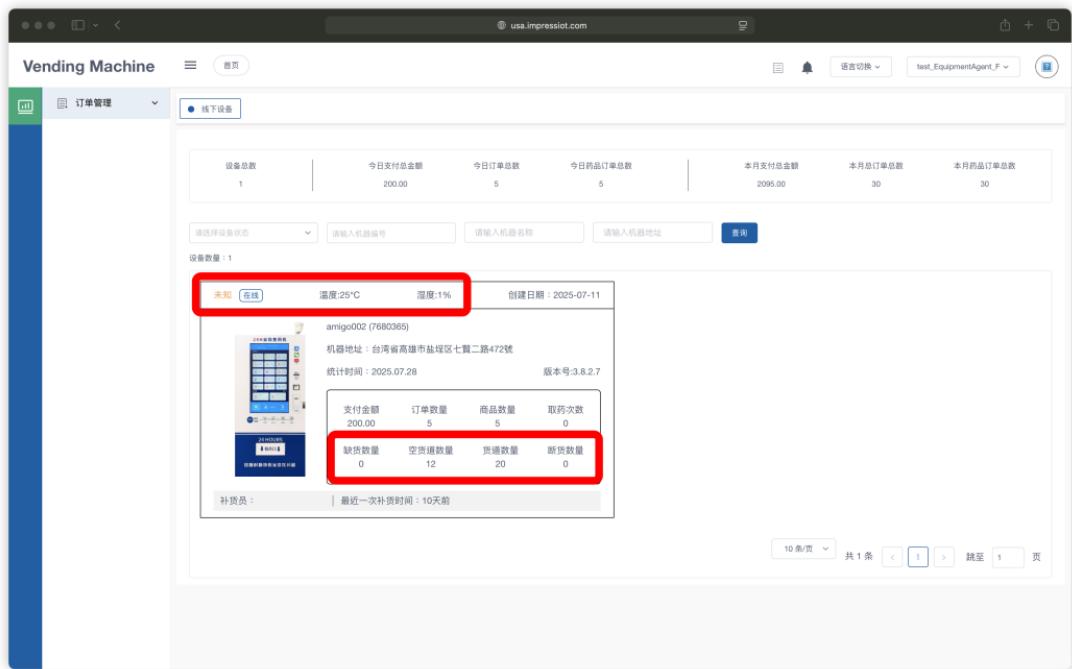 usa.impressiot.com
Vending Machine
首页
语言切换
test_EquipmentAgent_F
订单管理
线下设备
设备总数 今日支付总金额 今日订单总数 今日药品订单总数 本月支付总金额 本月总订单总数 本月药品订单总数
1 200.00 5 5 2095.00 30 30
请选择设备状态 请输入机器编号 请输入机器名称 请输入机器地址 查询
设备数量：1
未知 在线 温度:25°C 湿度:1% 创建日期：2025-07-11
amigo002 (7680365)
机器地址：台湾省高雄市盐埕区七賢二路472號
统计时间：2025.07.28 版本号:3.8.2.7
支付金额 订单数量 商品数量 取药次数
200.00 5 5 0
缺货数量 空货道数量 货道数量 断货数量
0 12 20 0
24 HOURS
补货员： 最近一次补货时间：10天前
10 条/页 共 1 条 1 跳至 1 页